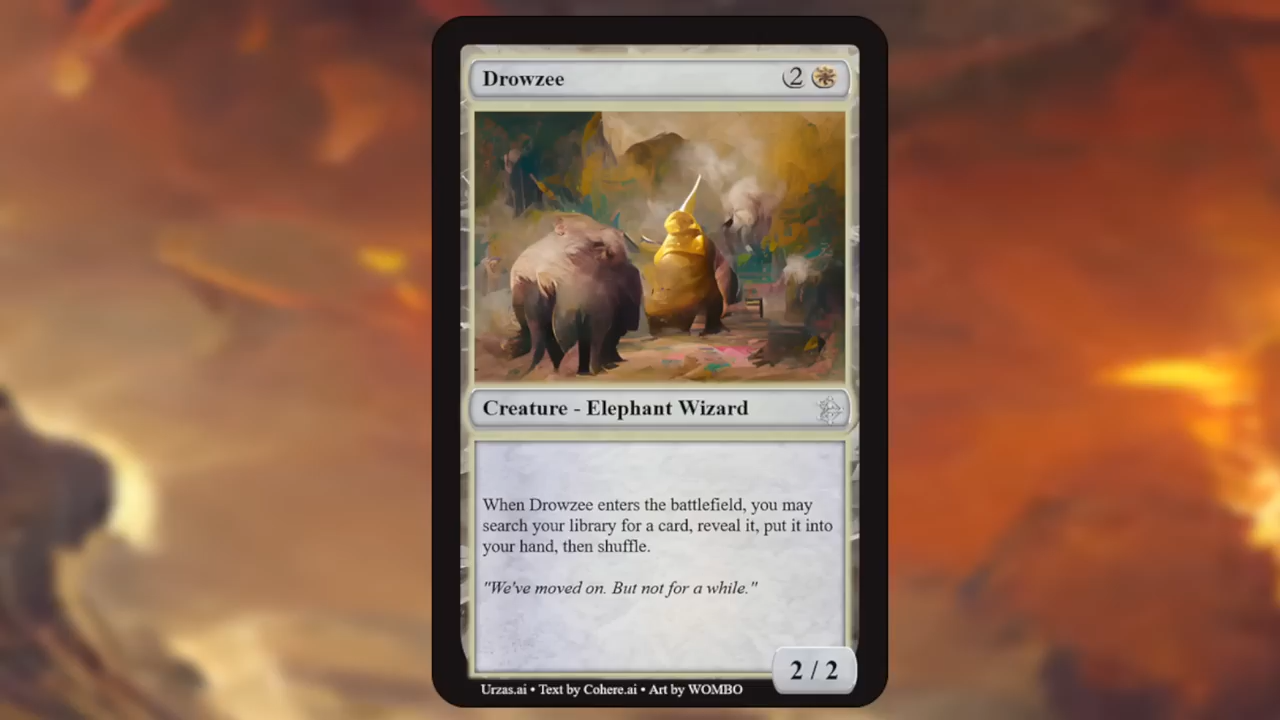 Drowzee 2
Creature - Elephant Wizard
When Drowzee enters the battlefield, you may
search your library for a card, reveal it, put it into
your hand, then shuffle.
"We've moved on. But not for a while."
2 / 2
Urzas.ai • Text by Cohere.ai • Art by WOMBO